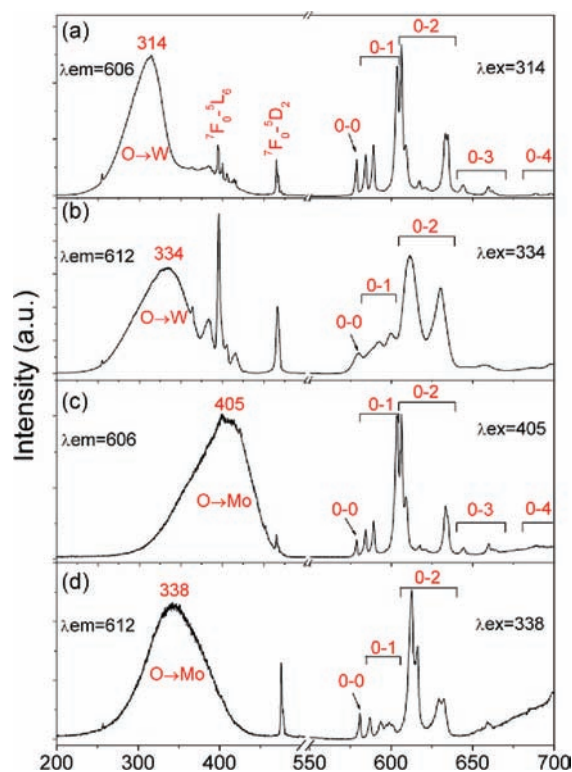 (a)
314
0-1
0-2
λem=606
⁷F₀-⁵L₆
⁷F₀-⁵D₂
λex=314
0-0
O→W
0-3
0-4
(b)
334
0-2
λem=612
0-1
λex=334
O→W
0-0
(c)
405
0-1
0-2
λem=606
λex=405
O→Mo
0-0
0-3
0-4
(d)
338
0-2
λem=612
0-1
λex=338
O→Mo
0-0
Intensity (a.u.)
200 300 400 550 600 650 700